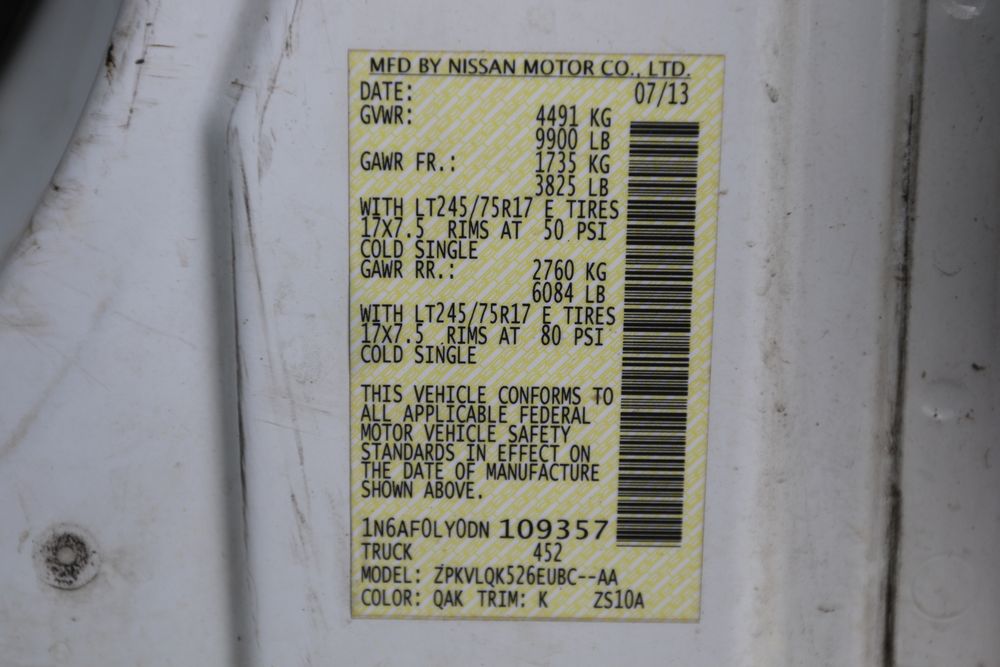 MFD BY NISSAN MOTOR CO., LTD.
DATE: 07/13
GVWR: 4491 KG
9900 LB
GAWR FR.: 1735 KG
3825 LB
WITH LT245/75R17 E TIRES
17X7.5 RIMS AT 50 PSI
COLD SINGLE
GAWR RR.: 2760 KG
6084 LB
WITH LT245/75R17 E TIRES
17X7.5 RIMS AT 80 PSI
COLD SINGLE
THIS VEHICLE CONFORMS TO
ALL APPLICABLE FEDERAL
MOTOR VEHICLE SAFETY
STANDARDS IN EFFECT ON
THE DATE OF MANUFACTURE
SHOWN ABOVE.
1N6AF0LY0DN 109357
TRUCK 452
MODEL: ZPKVLQK526EUBC--AA
COLOR: QAK TRIM: K ZS10A